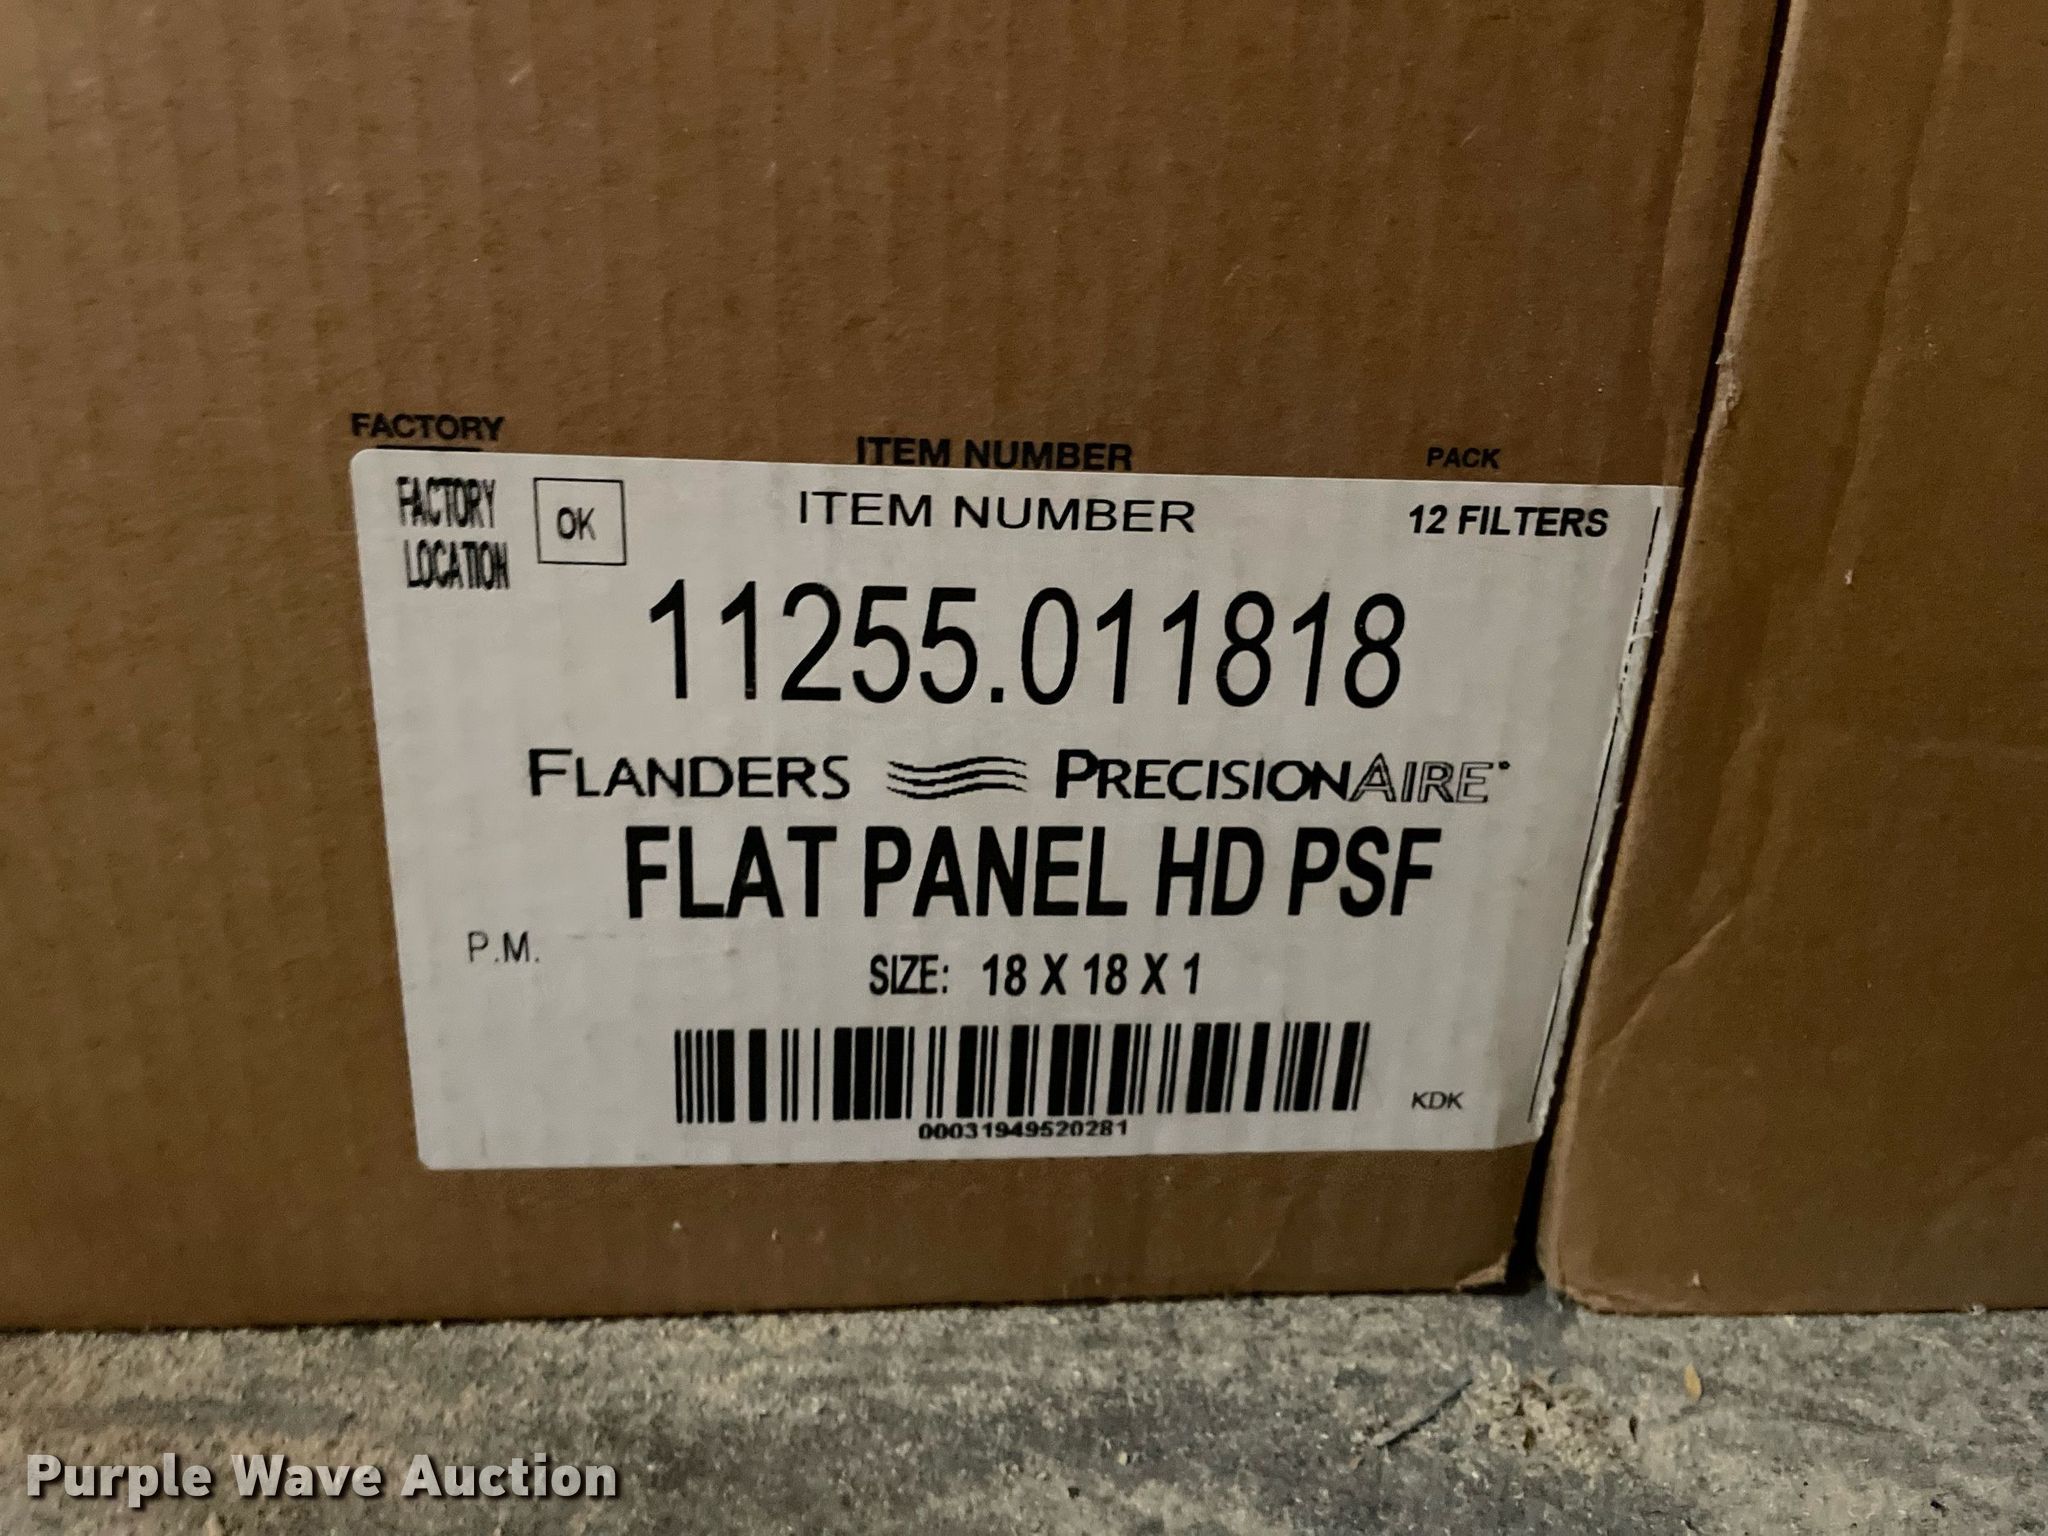 FACTORY
ITEM NUMBER
PACK
FACTORY
LOCATION
OK
ITEM NUMBER
12 FILTERS
11255.011818
FLANDERS PRECISIONAIRE
FLAT PANEL HD PSF
P.M.
SIZE: 18 X 18 X 1
00031949520281
KDK
Purple Wave Auction